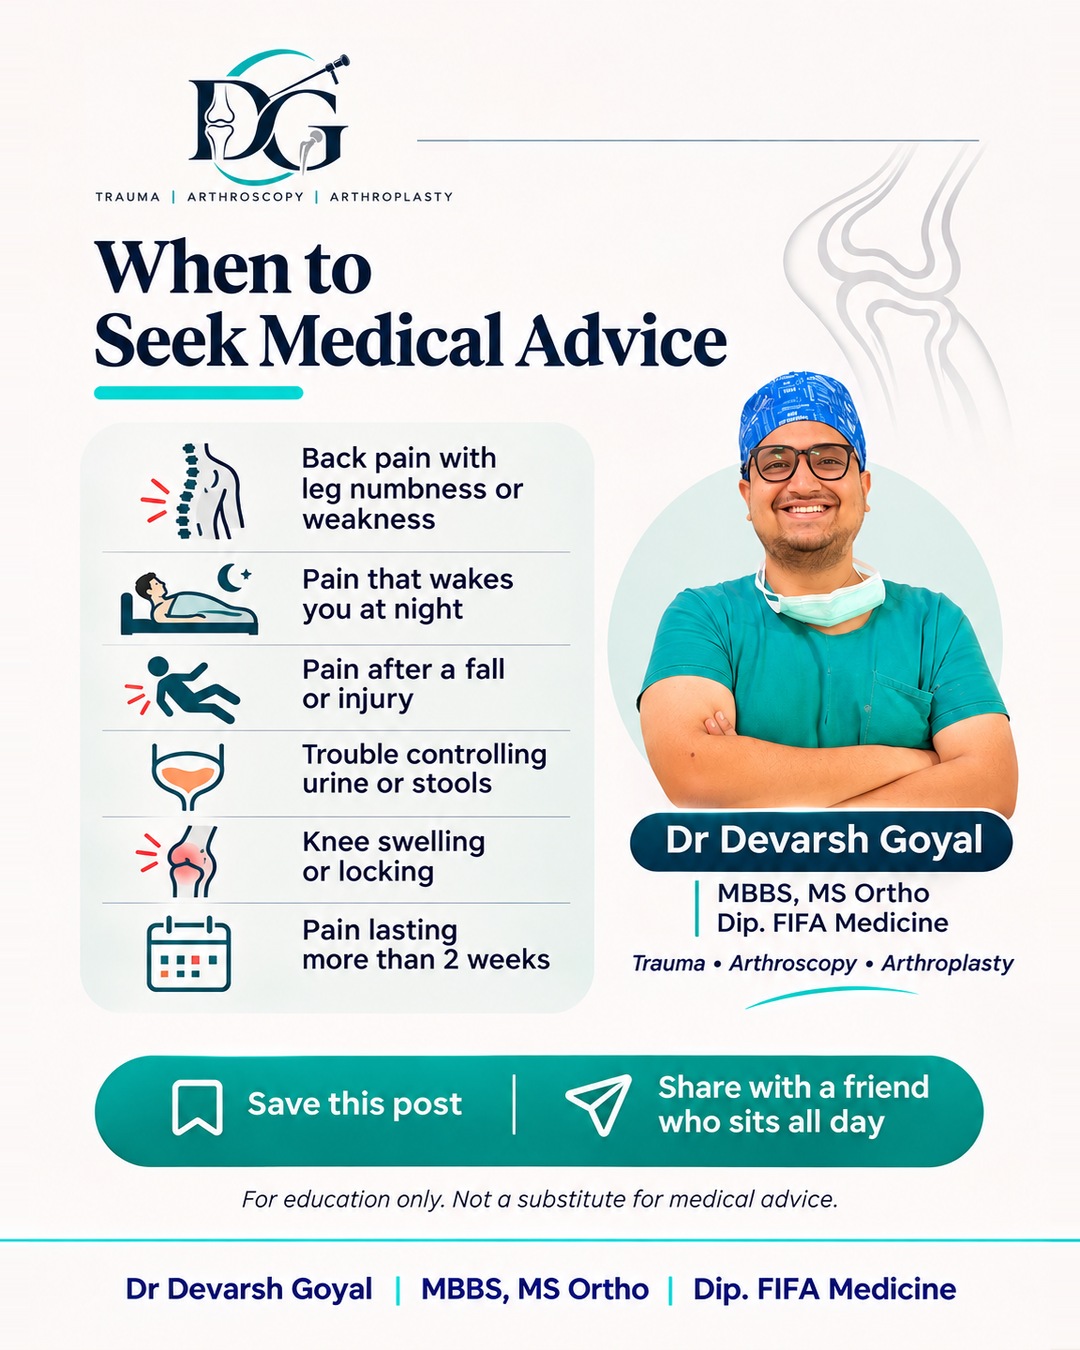 DG
TRAUMA | ARTHROSCOPY | ARTHROPLASTY
When to
Seek Medical Advice
Back pain with
leg numbness or
weakness
Pain that wakes
you at night
Pain after a fall
or injury
Trouble controlling
urine or stools
Knee swelling
or locking
Pain lasting
more than 2 weeks
Dr Devarsh Goyal
MBBS, MS Ortho
Dip. FIFA Medicine
Trauma • Arthroscopy • Arthroplasty
Save this post
Share with a friend
who sits all day
For education only. Not a substitute for medical advice.
Dr Devarsh Goyal | MBBS, MS Ortho | Dip. FIFA Medicine